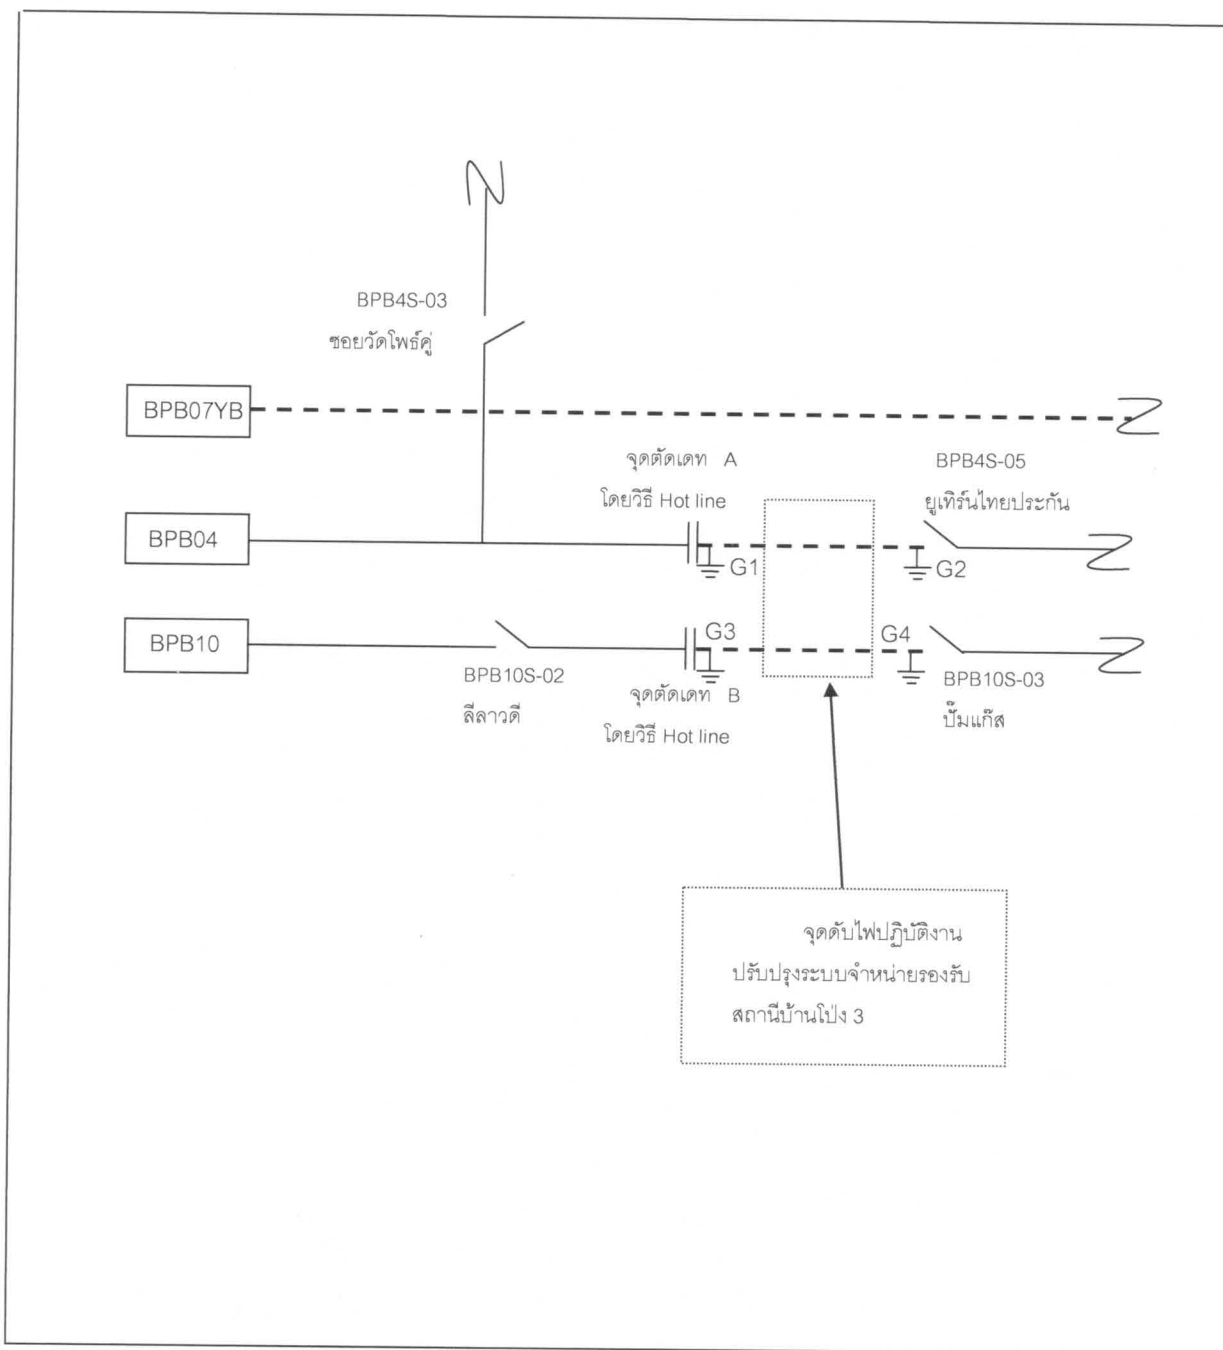 BPB4S-03
ซอยวัดโพธิ์คู่
BPB07YB
จุดตัดเดท A
โดยวิธี Hot line
BPB4S-05
ยูเทิร์นไทยประกัน
BPB04
G1
G2
BPB10
G3
G4
BPB10S-02
ลีลาวดี
จุดตัดเดท B
โดยวิธี Hot line
BPB10S-03
ปั๊มแก๊ส
จุดดับไฟปฏิบัติงาน
ปรับปรุงระบบจำหน่ายรองรับ
สถานีบ้านโป่ง 3